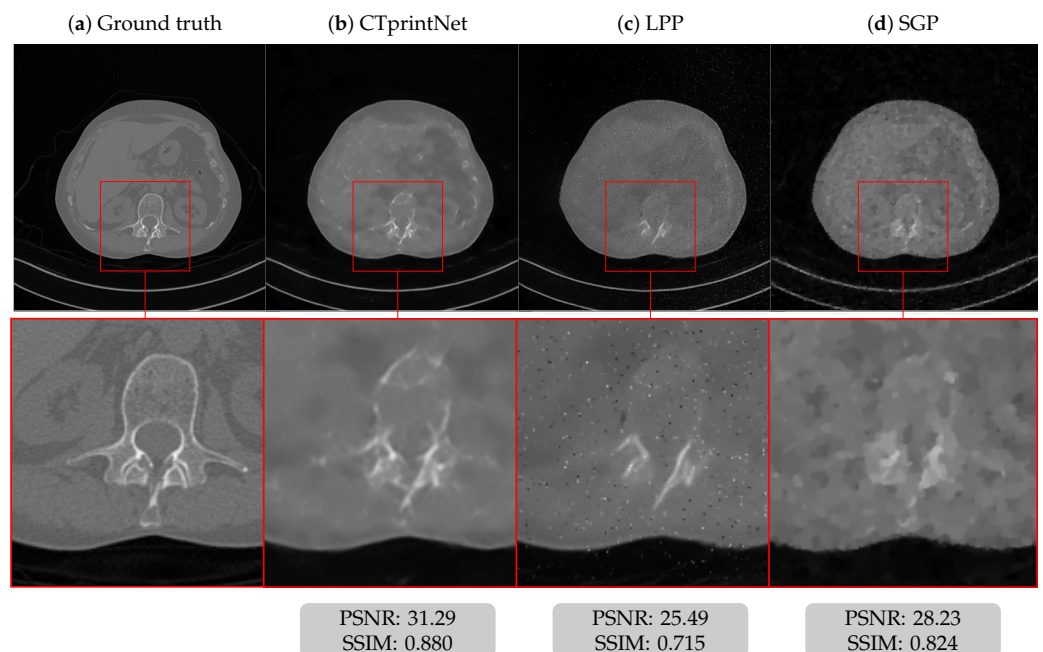 (a) Ground truth
(b) CTprintNet
(c) LPP
(d) SGP
PSNR: 31.29
SSIM: 0.880
PSNR: 25.49
SSIM: 0.715
PSNR: 28.23
SSIM: 0.824